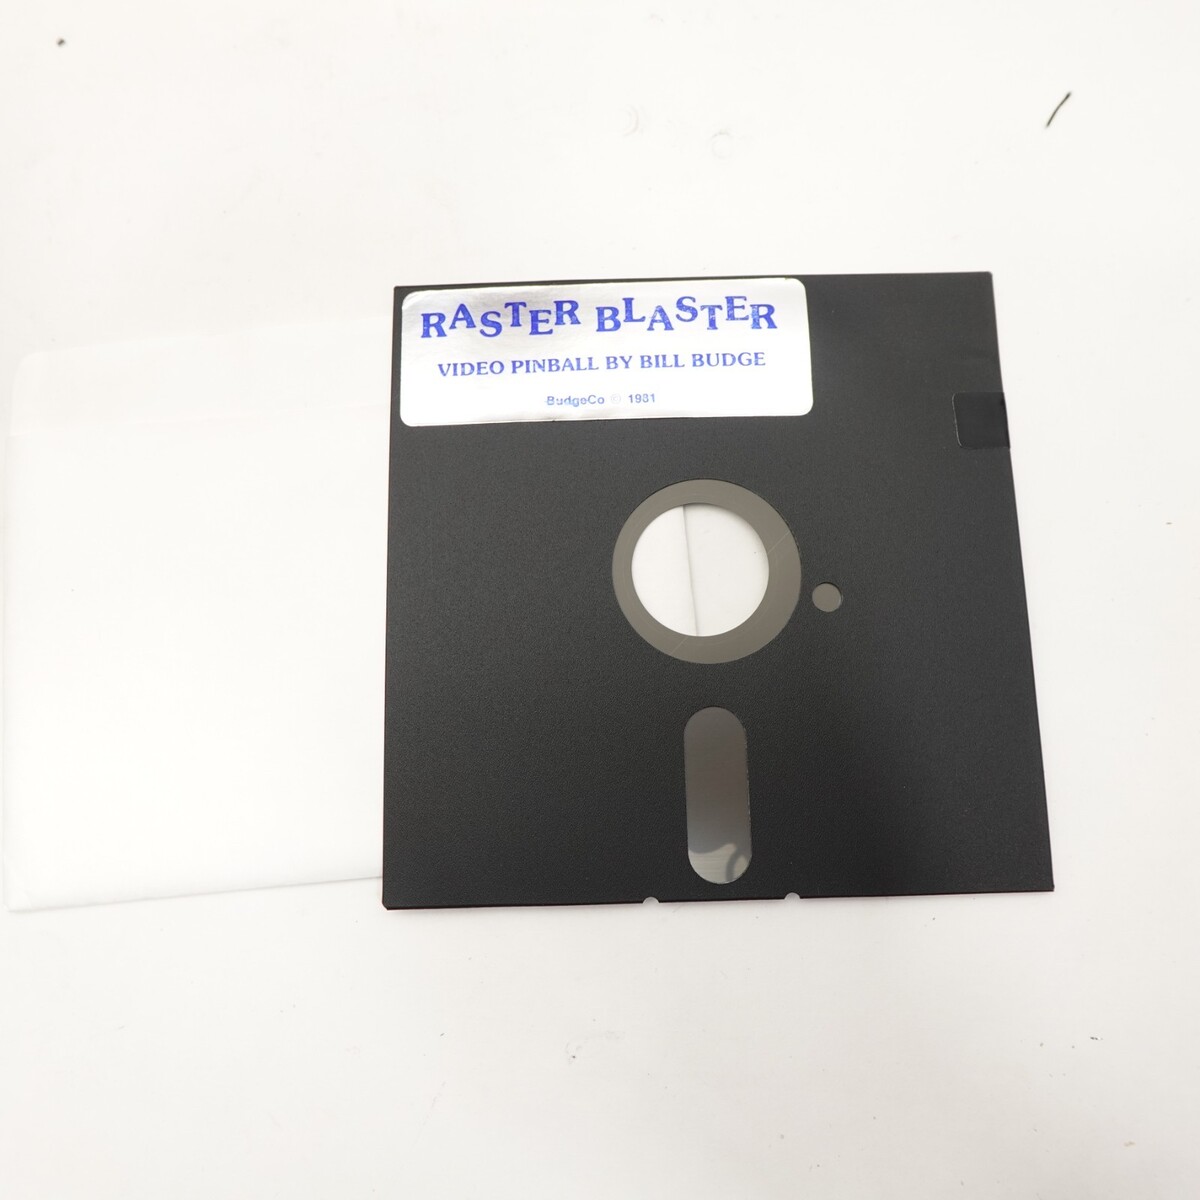 RASTER BLASTER
VIDEO PINBALL BY BILL BUDGE
BudgeCo © 1981